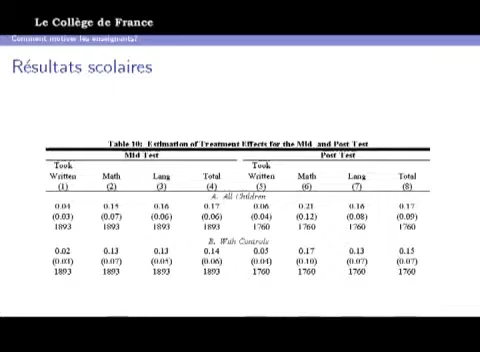 Le Collège de France
Comment motiver les enseignants?
Résultats scolaires
Table 10: Estimation of Treatment Effects for the Mid and Post Test
Mid Test Post Test
Took Took
Written Math Lang Total Written Math Lang Total
(1) (2) (3) (4) (5) (6) (7) (8)
A. All Children
0.04 0.15 0.16 0.17 0.06 0.21 0.16 0.17
(0.03) (0.07) (0.06) (0.06) (0.04) (0.12) (0.08) (0.09)
1893 1893 1893 1893 1760 1760 1760 1760
B. With Controls
0.02 0.13 0.13 0.14 0.05 0.17 0.13 0.15
(0.03) (0.07) (0.05) (0.06) (0.04) (0.10) (0.07) (0.07)
1893 1893 1893 1893 1760 1760 1760 1760